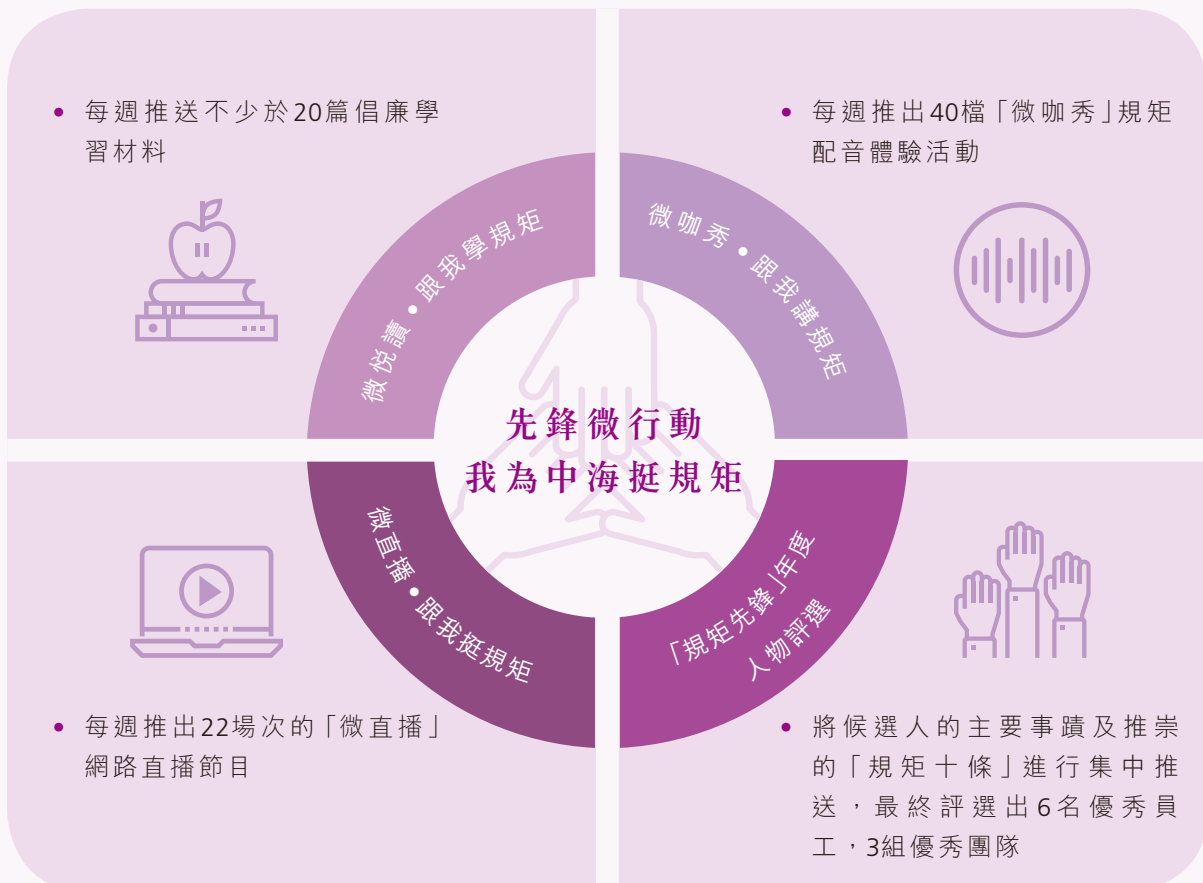 • 每週推送不少於20篇倡廉學
習材料
• 每週推出40檔「微咖秀」規矩
配音體驗活動
微悅讀•跟我學規矩
微咖秀•跟我講規矩
先鋒微行動
我為中海挺規矩
微直播•跟我挺規矩
「規矩先鋒」年度
人物評選
• 每週推出22場次的「微直播」
網路直播節目
• 將候選人的主要事蹟及推崇
的「規矩十條」進行集中推
送，最終評選出6名優秀員
工，3組優秀團隊